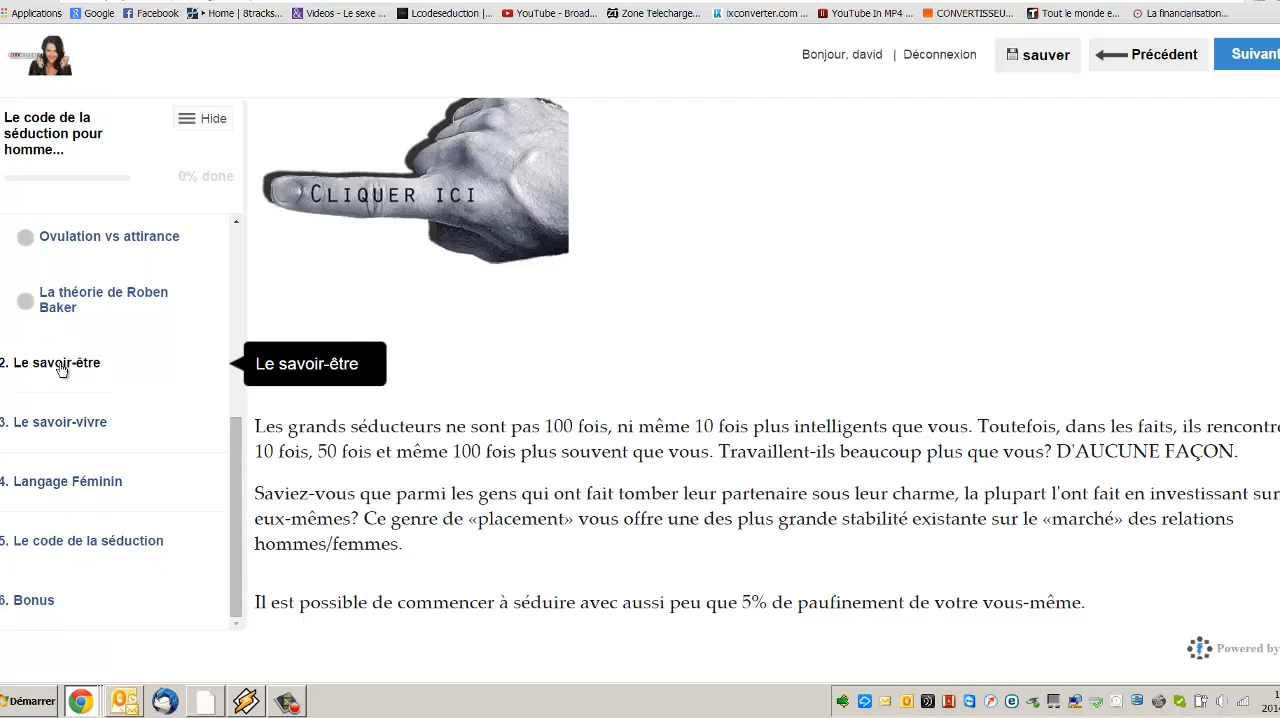 Applications Google Facebook Home | 8tracks... Videos - Le sexe ... Lcodseduction |... YouTube - Broad... Zone Telecharge... ixconverter.com... YouTube In MP4 ... CONVERTISSEU... Tout le monde e... La financiarisation...
Bonjour, david | Déconnexion sauver Précédent Suivant
Le code de la
séduction pour
homme...
Hide
0% done
CLIQUER ICI
Ovulation vs attirance
La théorie de Roben
Baker
2. Le savoir-être
Le savoir-être
3. Le savoir-vivre
Les grands séducteurs ne sont pas 100 fois, ni même 10 fois plus intelligents que vous. Toutefois, dans les faits, ils rencontre
10 fois, 50 fois et même 100 fois plus souvent que vous. Travaillent-ils beaucoup plus que vous? D'AUCUNE FAÇON.
4. Langage Féminin
Saviez-vous que parmi les gens qui ont fait tomber leur partenaire sous leur charme, la plupart l'ont fait en investissant sur
eux-mêmes? Ce genre de «placement» vous offre une des plus grande stabilité existante sur le «marché» des relations
hommes/femmes.
5. Le code de la séduction
6. Bonus
Il est possible de commencer à séduire avec aussi peu que 5% de paufinement de votre vous-même.
Powered by
Démarrer